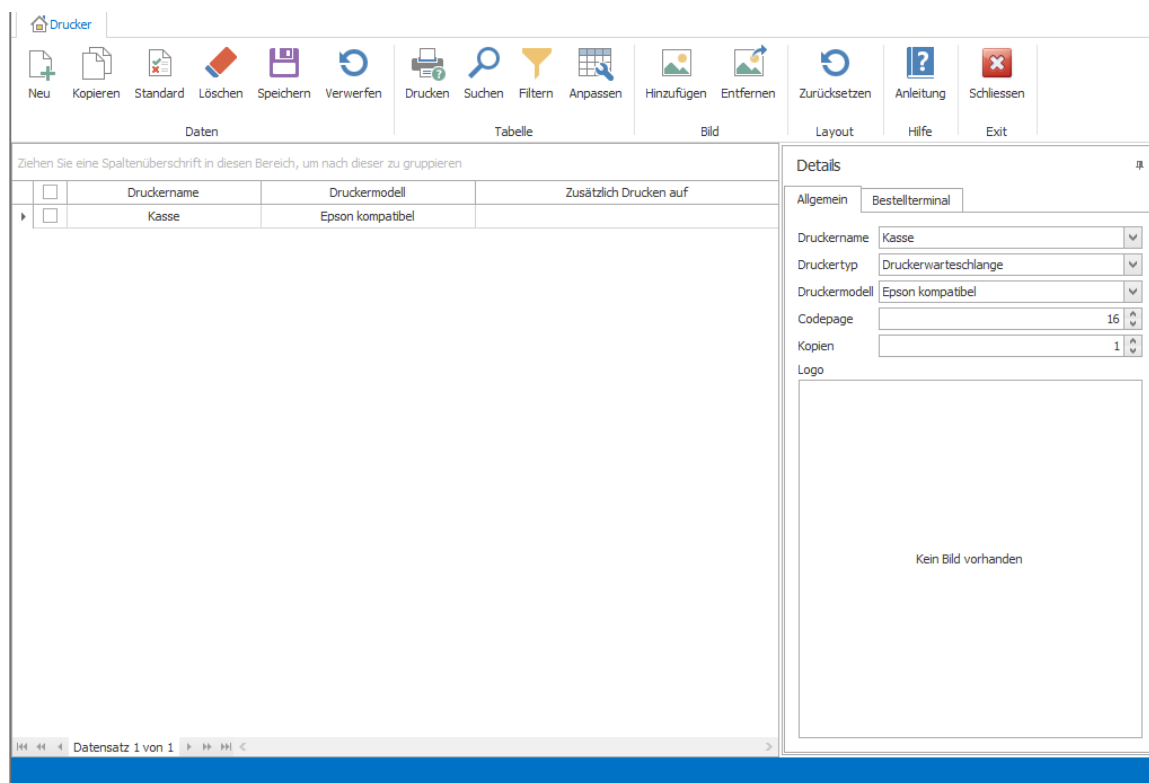 Drucker
Neu Kopieren Standard Löschen Speichern Verwerfen Drucken Suchen Filtern Anpassen Hinzufügen Entfernen Zurücksetzen Anleitung Schliessen
Daten Tabelle Bild Layout Hilfe Exit
Ziehen Sie eine Spaltenüberschrift in diesen Bereich, um nach dieser zu gruppieren
Druckername Druckermodell Zusätzlich Drucken auf
Kasse Epson kompatibel
Details
Allgemein Bestellterminal
Druckername Kasse
Druckertyp Druckerwarteschlange
Druckermodell Epson kompatibel
Codepage 16
Kopien 1
Logo
Kein Bild vorhanden
Datensatz 1 von 1